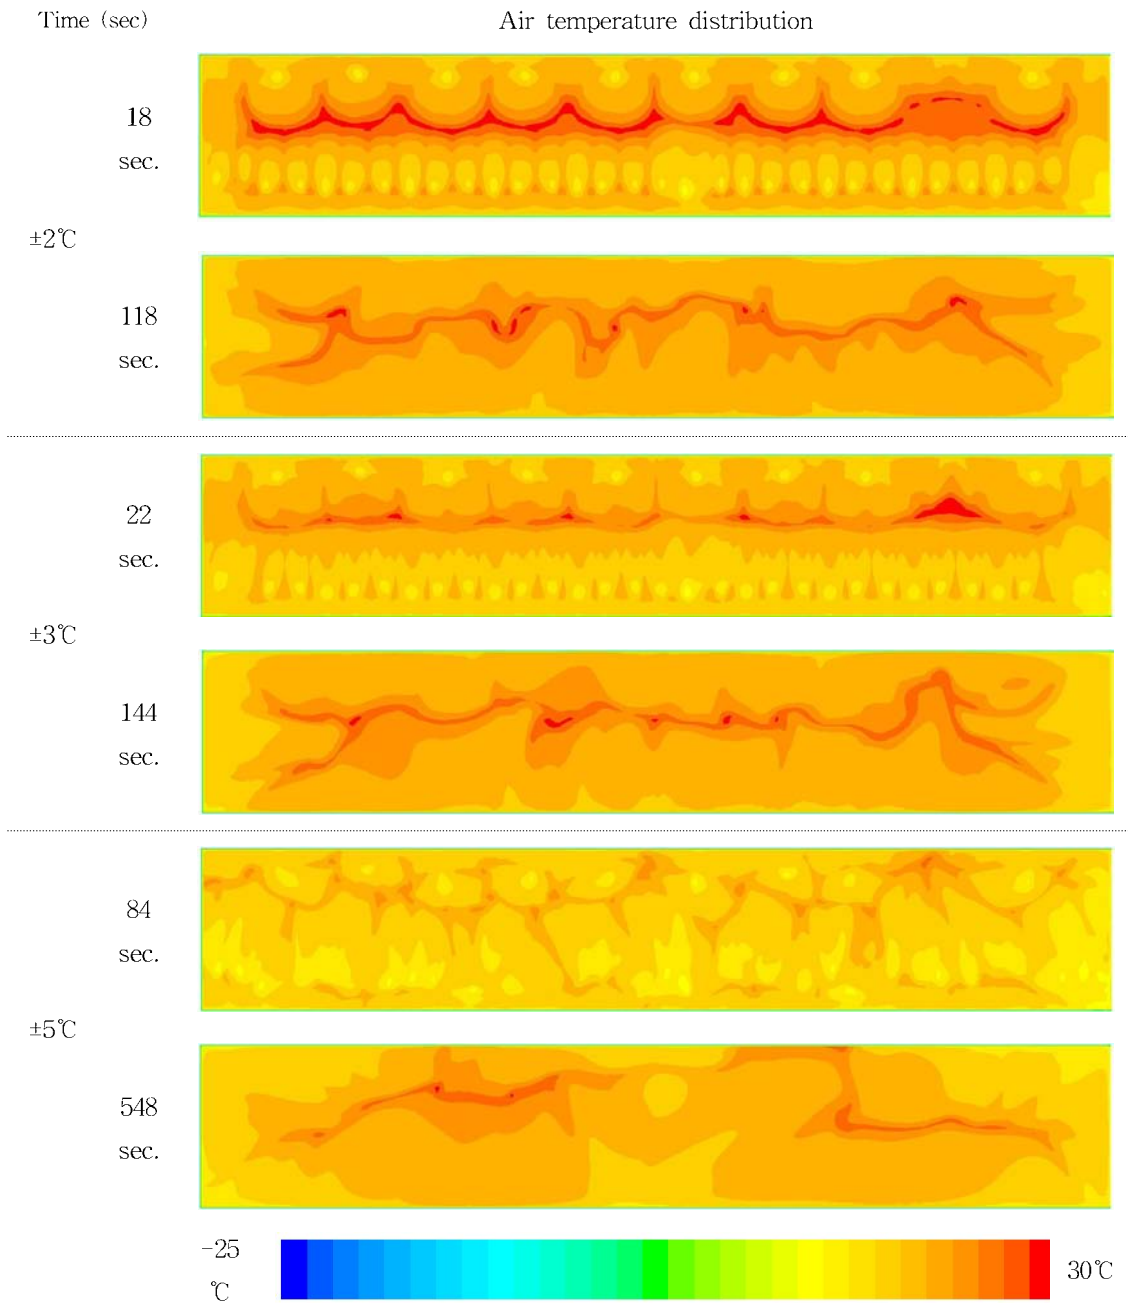 Time (sec) Air temperature distribution
18
sec.
±2℃
118
sec.
22
sec.
±3℃
144
sec.
84
sec.
±5℃
548
sec.
-25
℃
30℃